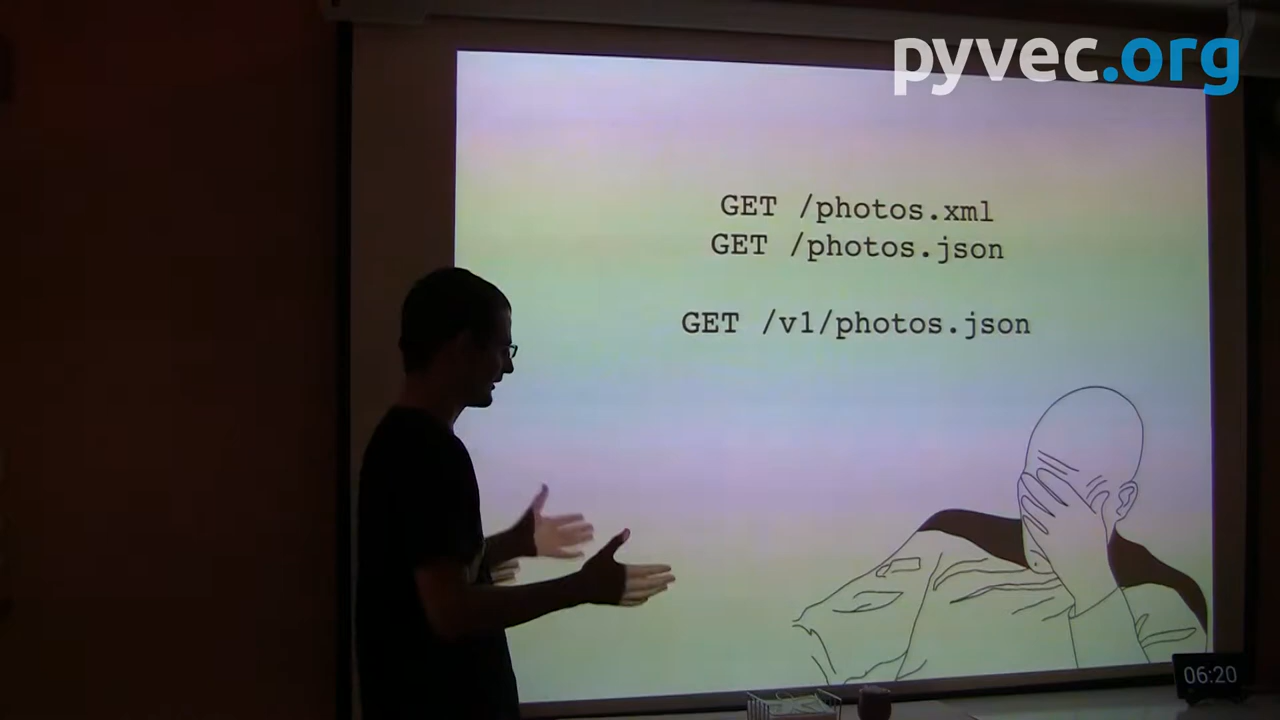 pyvec.org
GET /photos.xml
GET /photos.json
GET /v1/photos.json
06:20